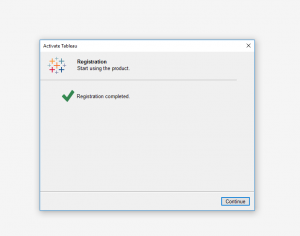 Activate Tableau
Registration
Start using the product.
Registration completed.
Continue